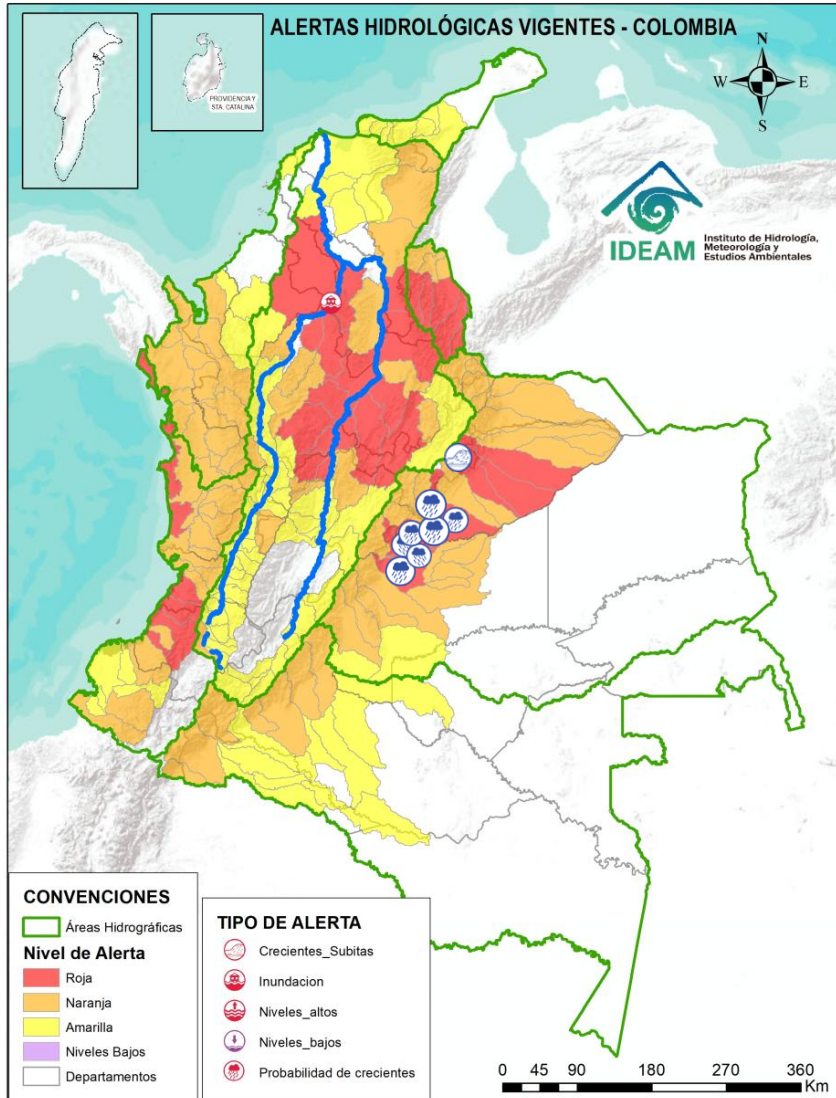 ALERTAS HIDROLÓGICAS VIGENTES - COLOMBIA
PROVIDENCIA Y
STA. CATALINA
N
W
E
S
IDEAM
Instituto de Hidrología,
Meteorología y
Estudios Ambientales
CONVENCIONES
Áreas Hidrográficas
Nivel de Alerta
Roja
Naranja
Amarilla
Niveles Bajos
Departamentos
TIPO DE ALERTA
Crecientes_Subitas
Inundacion
Niveles_altos
Niveles_bajos
Probabilidad de crecientes
0 45 90 180 270 360
Km